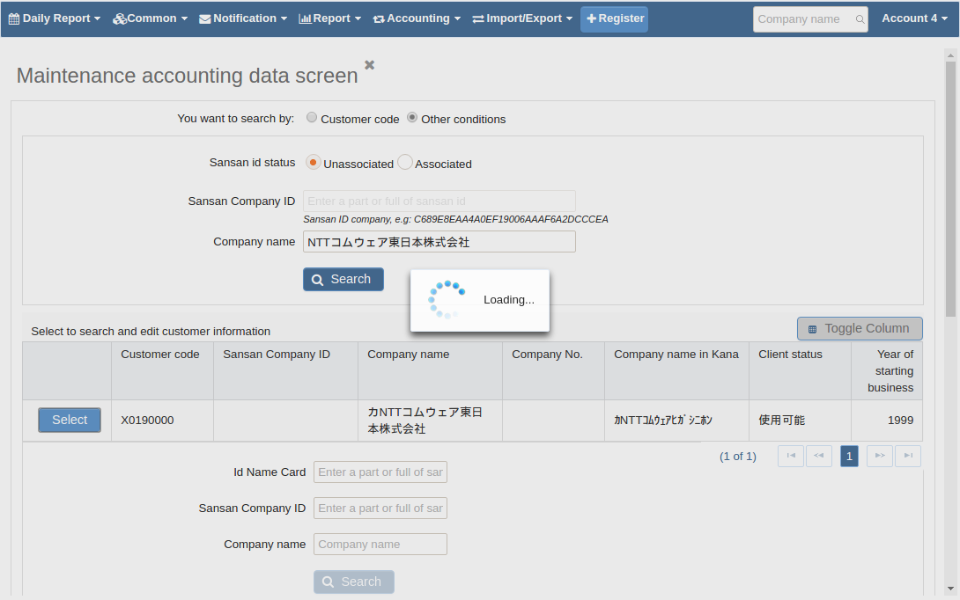 Daily Report Common Notification Report Accounting Import/Export Register Company name Account 4
Maintenance accounting data screen
You want to search by: Customer code Other conditions
Sansan id status Unassociated Associated
Sansan Company ID Enter a part or full of sansan id
Sansan ID company, e.g: C689E8EAA4A0EF19006AAAF6A2DCCCEA
Company name NTTコムウェア東日本株式会社
Search
Loading...
Select to search and edit customer information Toggle Column
Customer code Sansan Company ID Company name Company No. Company name in Kana Client status Year of
starting
business
Select X0190000 カNTTコムウェア東日 ｶNTTｺﾑｳｪｱﾋｶﾞｼﾆﾎﾝ 使用可能 1999
本株式会社
(1 of 1) 1
Id Name Card Enter a part or full of sar
Sansan Company ID Enter a part or full of sar
Company name Company name
Search